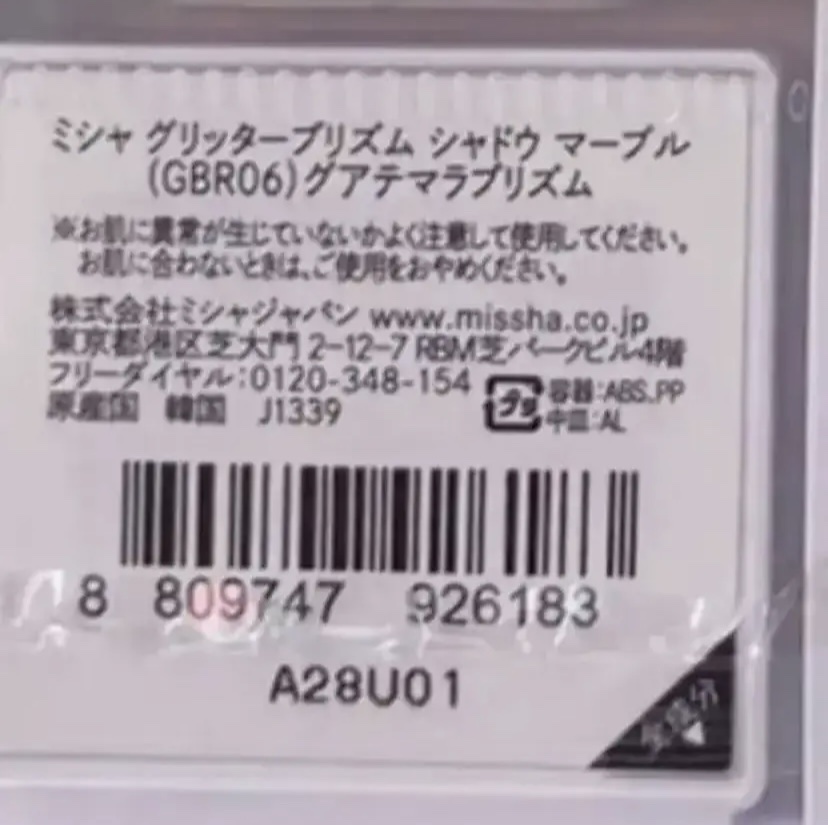 ミシャ グリッタープリズム シャドウ マーブル
(GBR06)グアテマラプリズム
※お肌に異常が生じていないかよく注意して使用してください。
お肌に合わないときは、ご使用をおやめください。
株式会社ミシャジャパン www.missha.co.jp
東京都港区芝大門 2-12-7 RBM芝パークビル4階
フリーダイヤル:0120-348-154
原産国 韓国 J1339
プラ
容器:ABS,PP
中皿:AL
8 809747 926183
A28U01